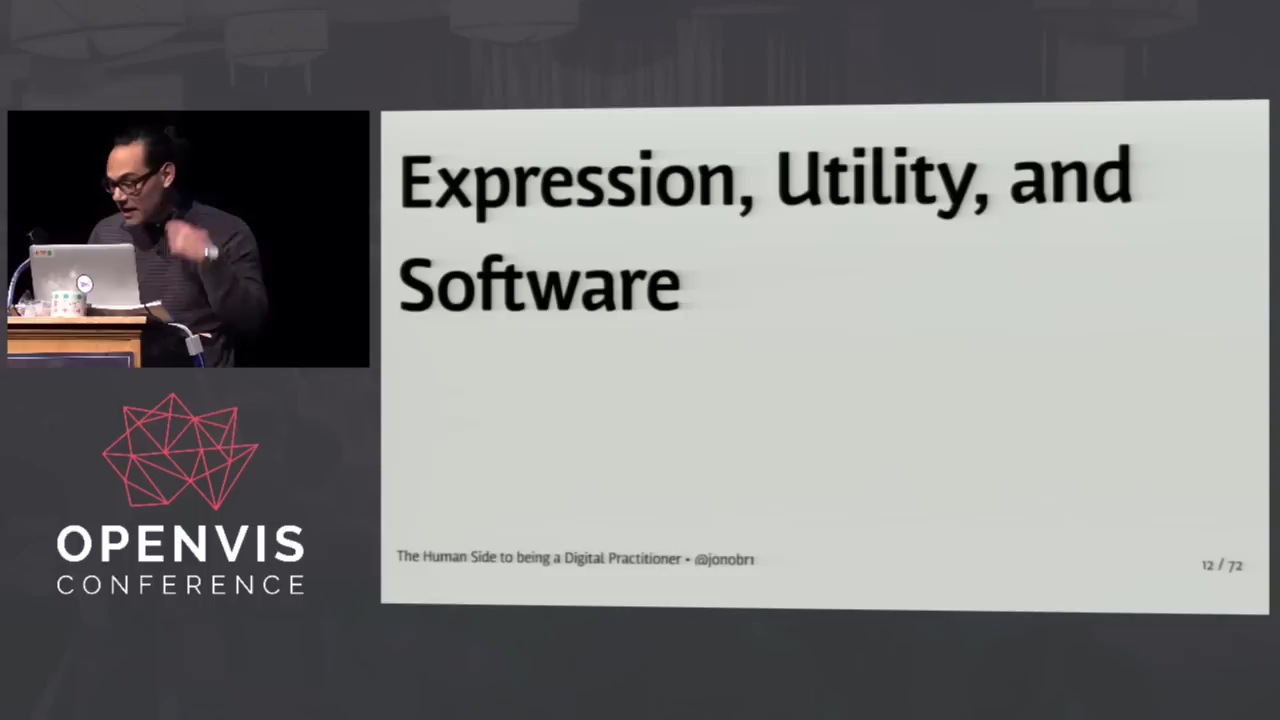 Expression, Utility, and
Software
The Human Side to being a Digital Practitioner • @jonobr1
12 / 72
OPENVIS
CONFERENCE